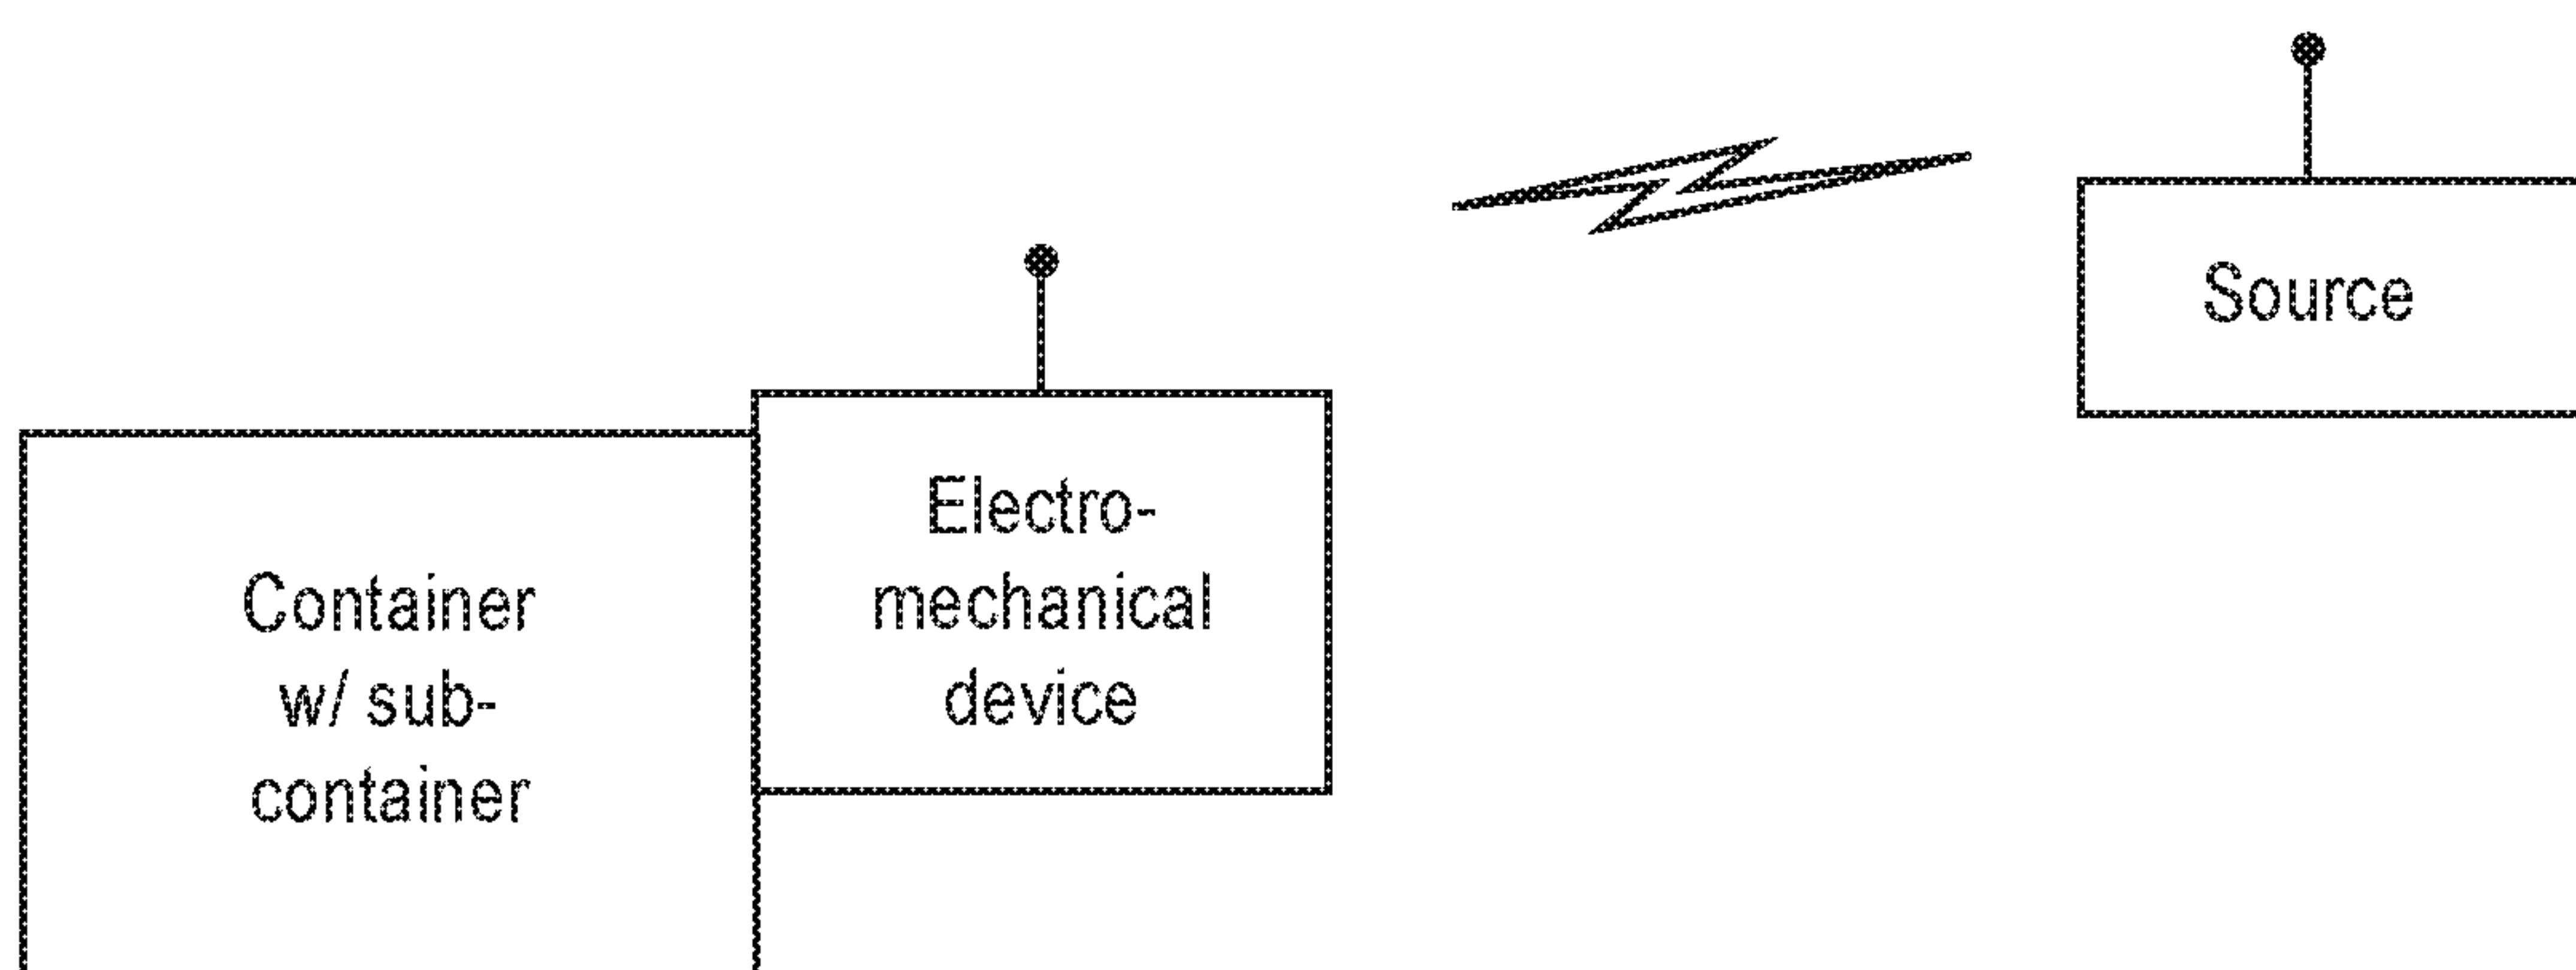 Source
Electro-
mechanical
device
Container
w/ sub-
container